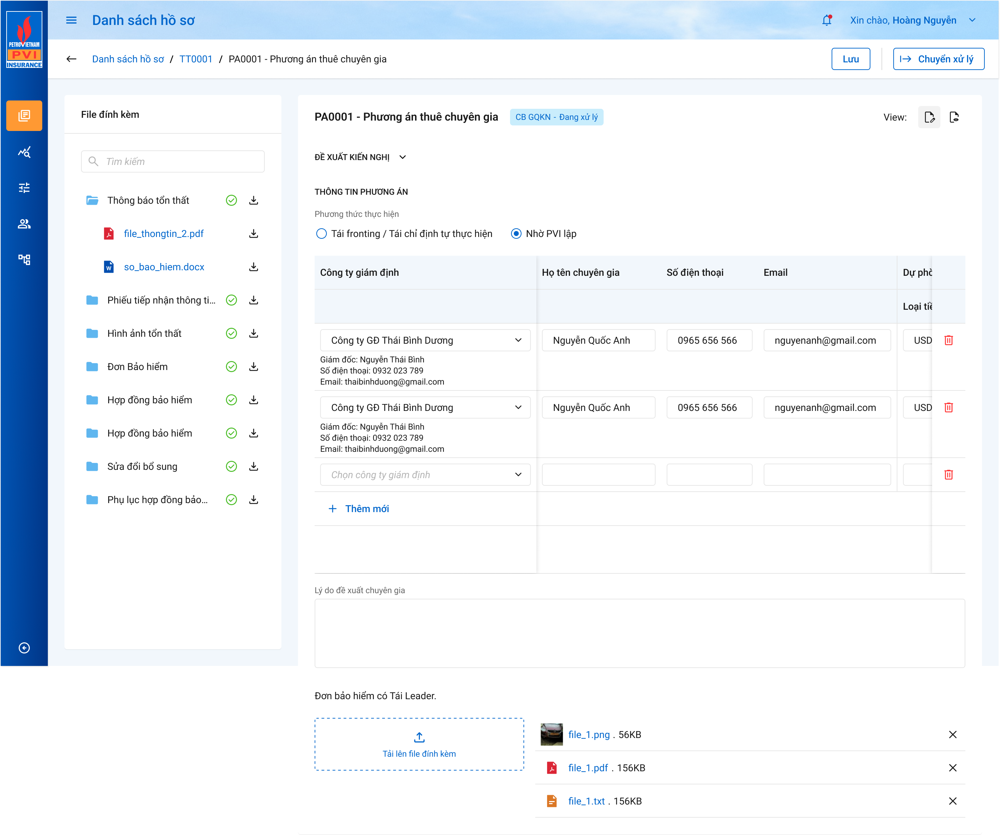 PETROVIETNAM
PVI
INSURANCE
Danh sách hồ sơ
Xin chào, Hoàng Nguyễn
Danh sách hồ sơ / TT0001 / PA0001 - Phương án thuê chuyên gia
Lưu
Chuyển xử lý
File đính kèm
Tìm kiếm
Thông báo tổn thất
file_thongtin_2.pdf
so_bao_hiem.docx
Phiếu tiếp nhận thông ti...
Hình ảnh tổn thất
Đơn Bảo hiểm
Hợp đồng bảo hiểm
Hợp đồng bảo hiểm
Sửa đổi bổ sung
Phụ lục hợp đồng bảo...
PA0001 - Phương án thuê chuyên gia
CB GQKN - Đang xử lý
View:
ĐỀ XUẤT KIẾN NGHỊ
THÔNG TIN PHƯƠNG ÁN
Phương thức thực hiện
Tái fronting / Tái chỉ định tự thực hiện
Nhờ PVI lập
Công ty giám định
Họ tên chuyên gia
Số điện thoại
Email
Dự phò
Loại tiề
Công ty GĐ Thái Bình Dương
Nguyễn Quốc Anh
0965 656 566
nguyenanh@gmail.com
USD
Giám đốc: Nguyễn Thái Bình
Số điện thoại: 0932 023 789
Email: thaibinhduong@gmail.com
Công ty GĐ Thái Bình Dương
Nguyễn Quốc Anh
0965 656 566
nguyenanh@gmail.com
USD
Giám đốc: Nguyễn Thái Bình
Số điện thoại: 0932 023 789
Email: thaibinhduong@gmail.com
Chọn công ty giám định
Thêm mới
Lý do đề xuất chuyên gia
Đơn bảo hiểm có Tái Leader.
Tải lên file đính kèm
file_1.png . 56KB
file_1.pdf . 156KB
file_1.txt . 156KB